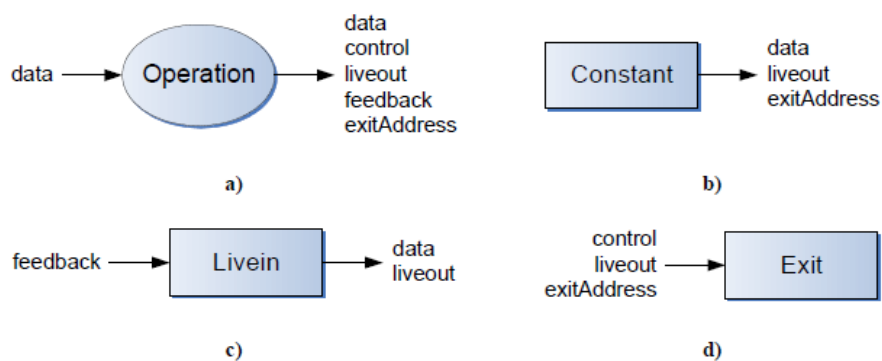 data
Operation
data
control
liveout
feedback
exitAddress
a)
Constant
data
liveout
exitAddress
b)
feedback
Livein
data
liveout
c)
control
liveout
exitAddress
Exit
d)